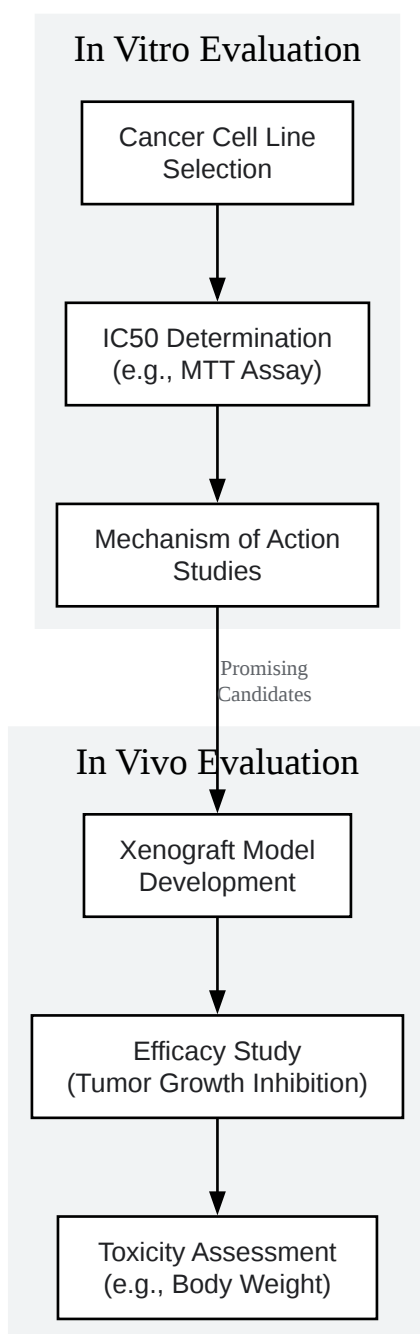 In Vitro Evaluation
Cancer Cell Line
Selection
IC50 Determination
(e.g., MTT Assay)
Mechanism of Action
Studies
Promising
Candidates
In Vivo Evaluation
Xenograft Model
Development
Efficacy Study
(Tumor Growth Inhibition)
Toxicity Assessment
(e.g., Body Weight)